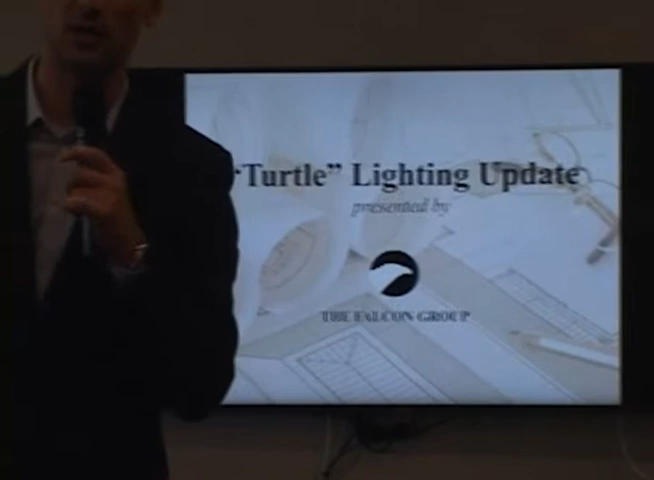 "Turtle" Lighting Update
presented by
THE FALCON GROUP